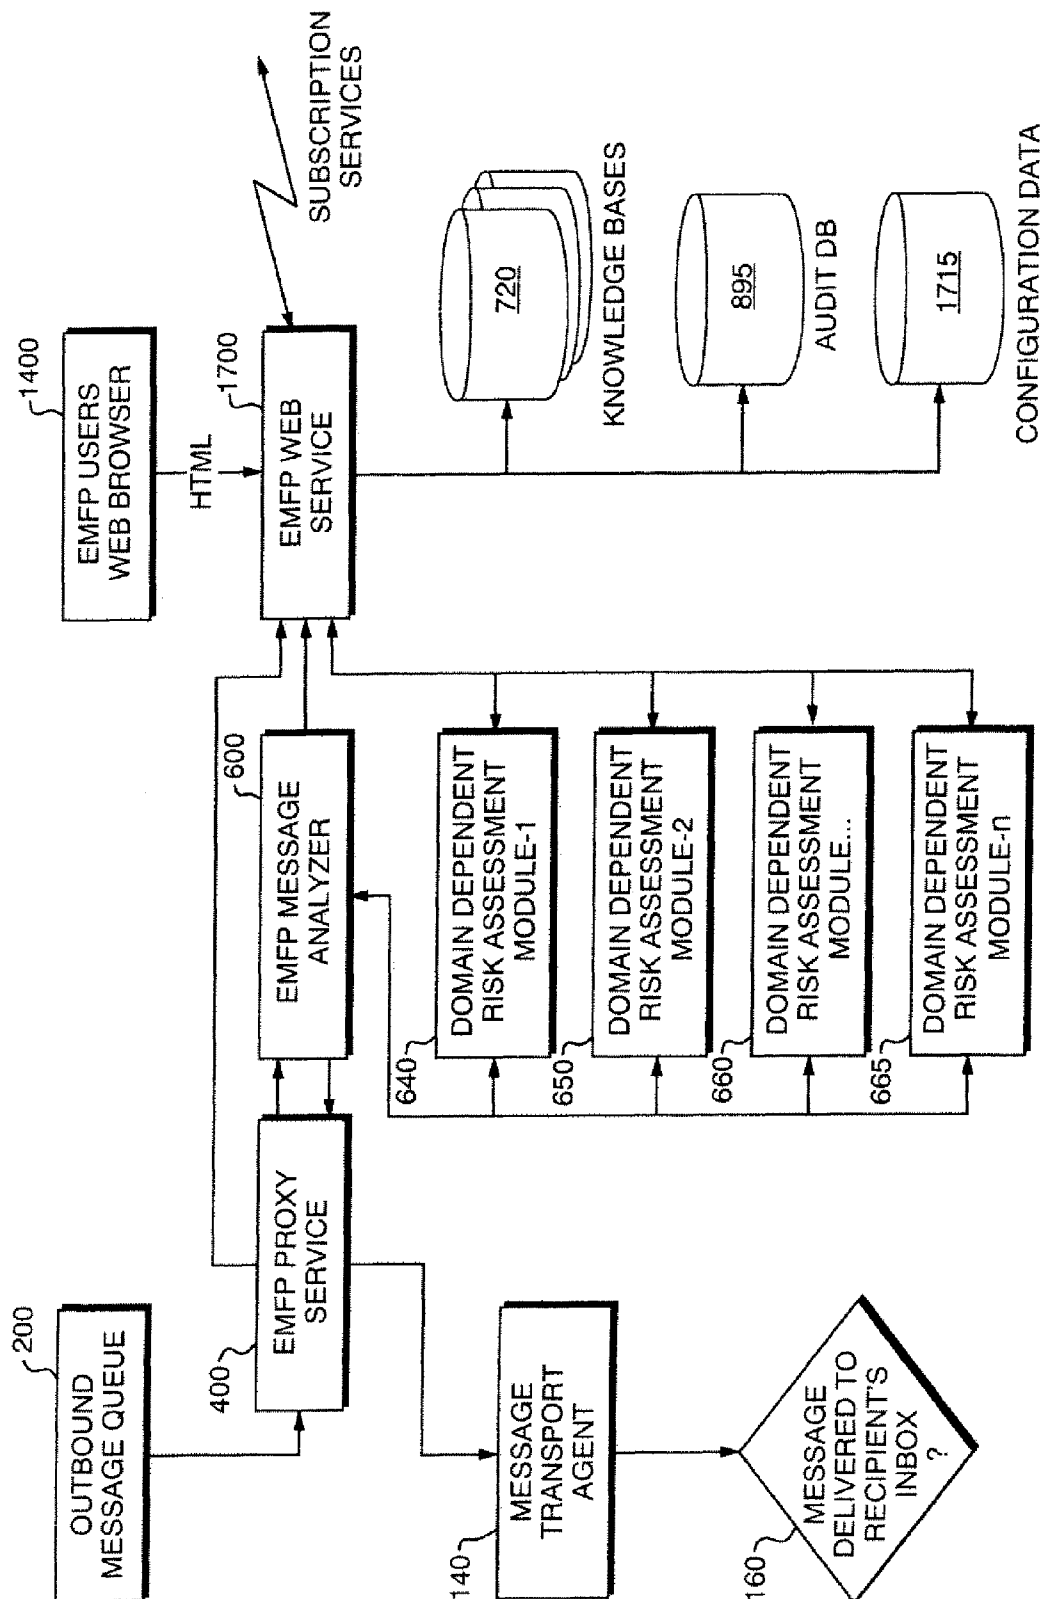 200
OUTBOUND
MESSAGE QUEUE
400
EMFP PROXY
SERVICE
140
MESSAGE
TRANSPORT
AGENT
160
MESSAGE
DELIVERED TO
RECIPIENT'S
INBOX
?
600
EMFP MESSAGE
ANALYZER
640
DOMAIN DEPENDENT
RISK ASSESSMENT
MODULE-1
650
DOMAIN DEPENDENT
RISK ASSESSMENT
MODULE-2
660
DOMAIN DEPENDENT
RISK ASSESSMENT
MODULE...
665
DOMAIN DEPENDENT
RISK ASSESSMENT
MODULE-n
1400
EMFP USERS
WEB BROWSER
HTML
1700
EMFP WEB
SERVICE
SUBSCRIPTION
SERVICES
720
KNOWLEDGE BASES
895
AUDIT DB
1715
CONFIGURATION DATA